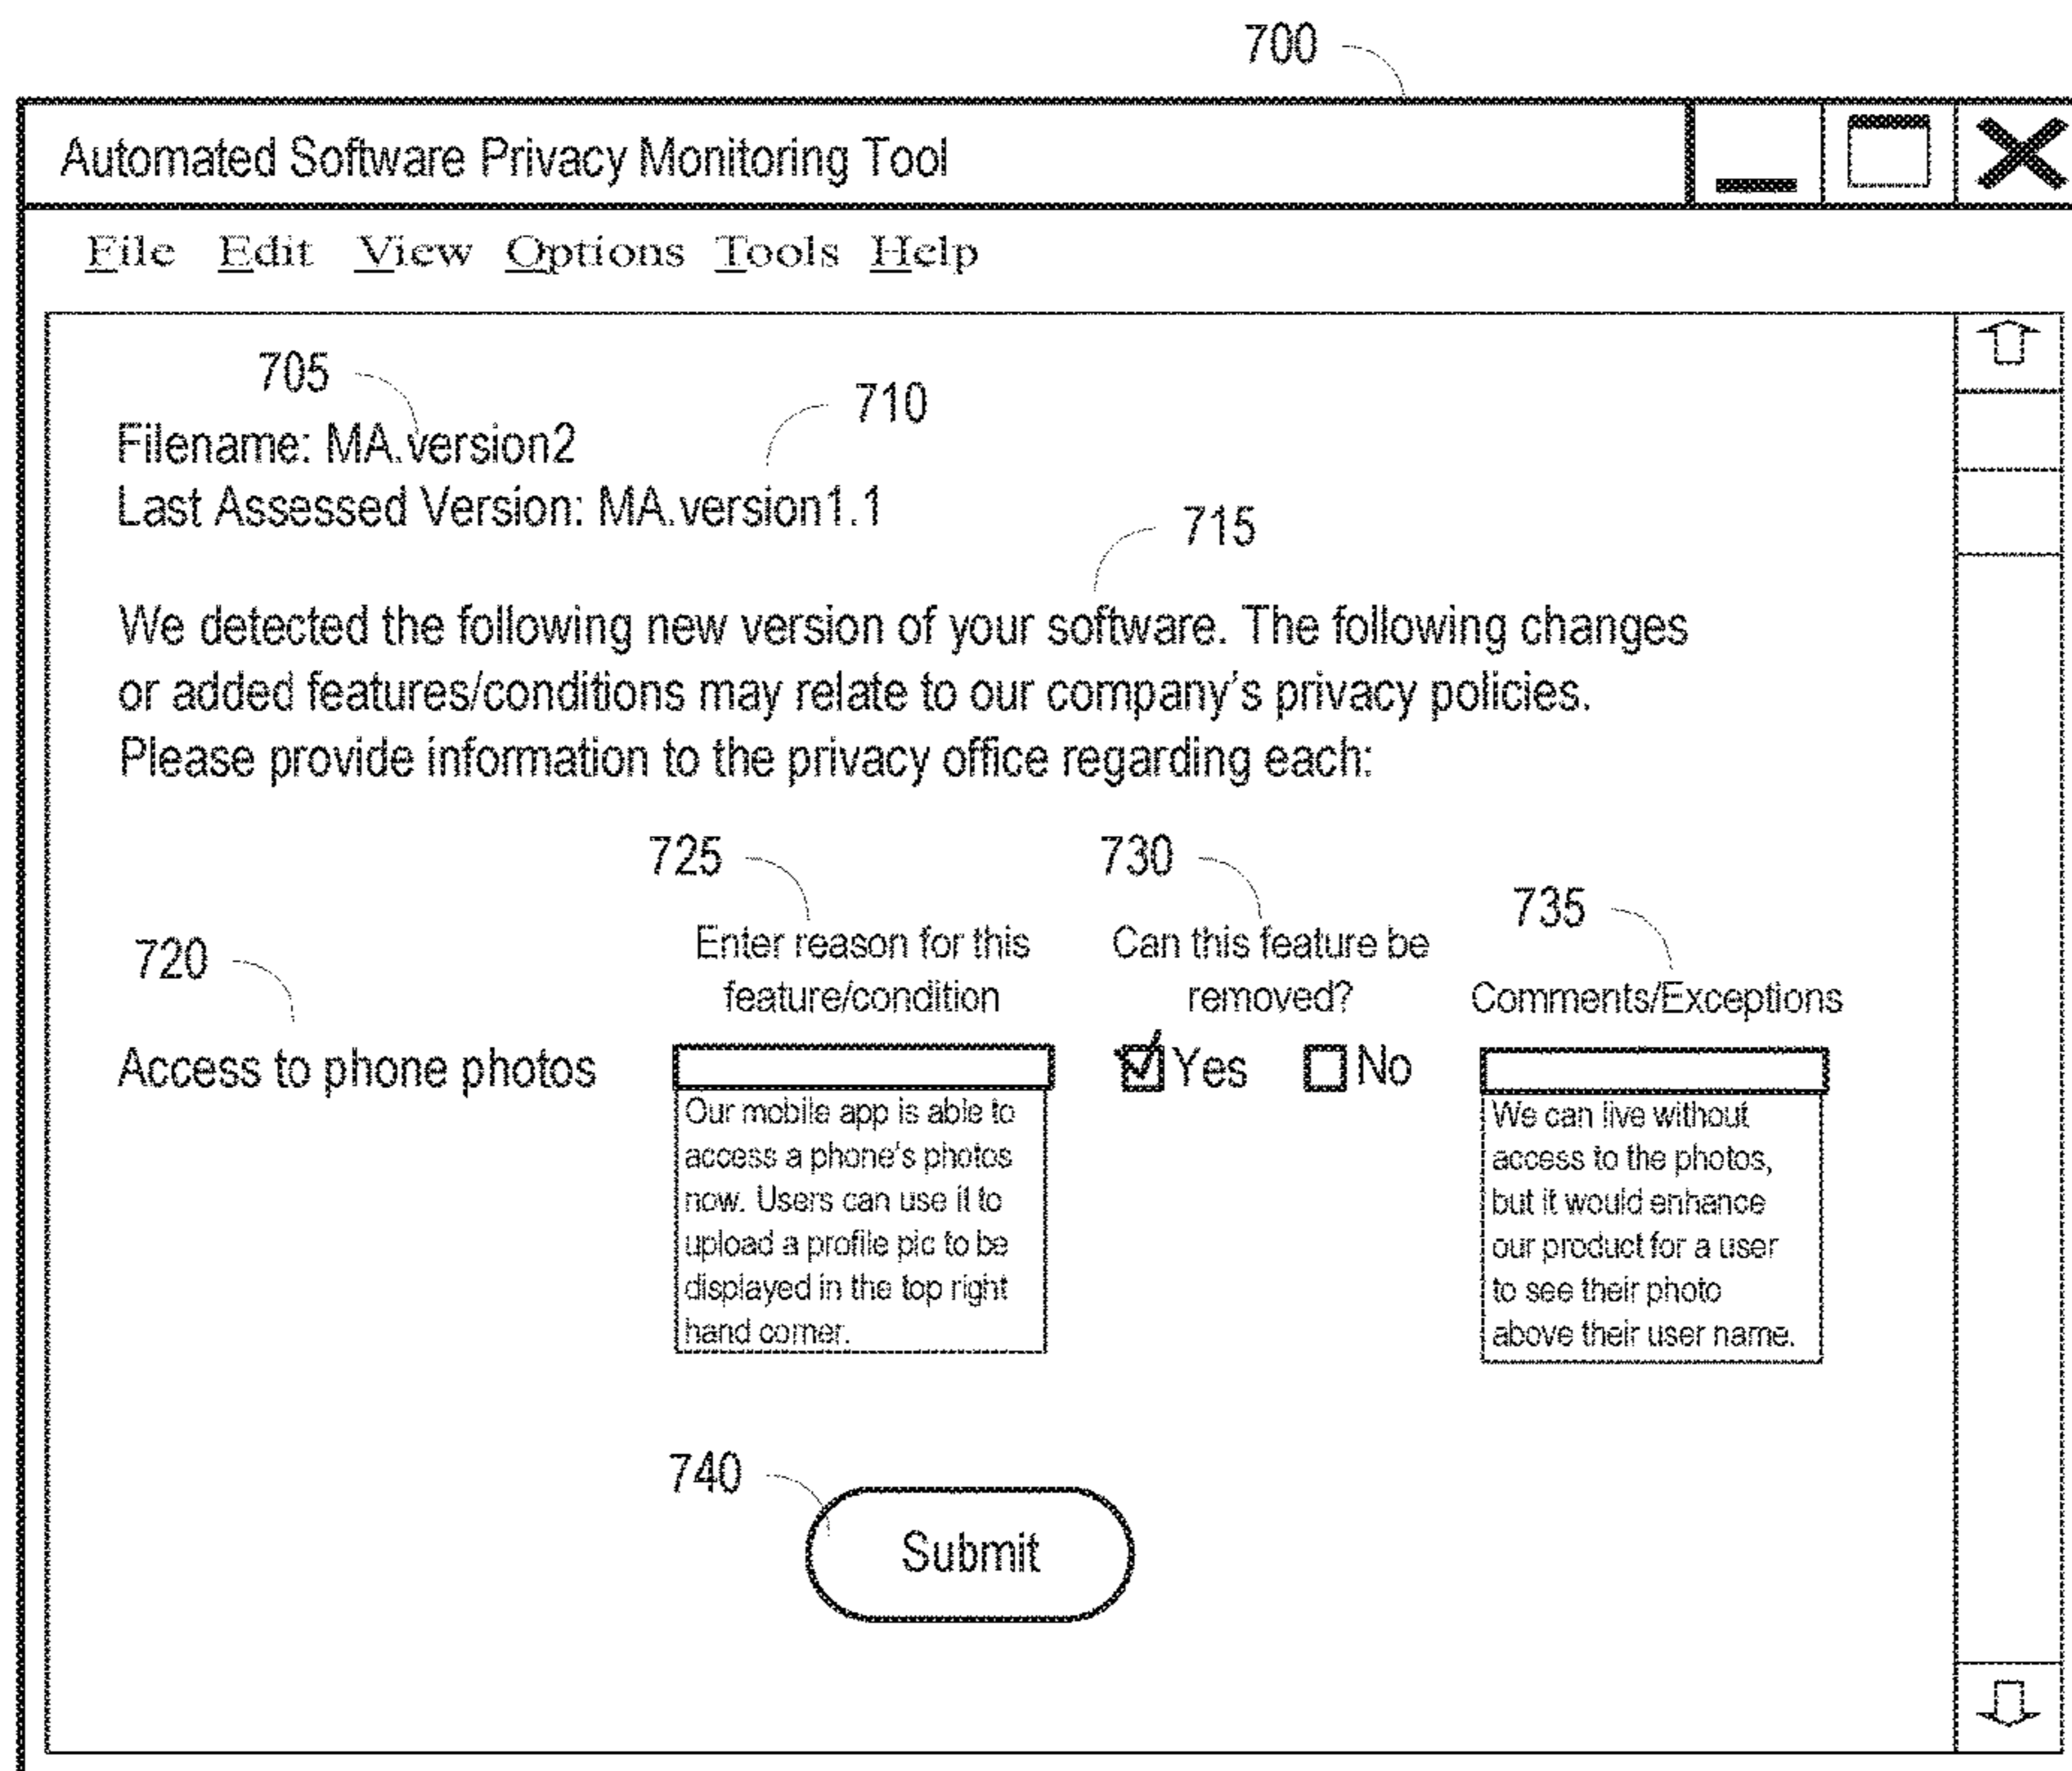 700
Automated Software Privacy Monitoring Tool
File Edit View Options Tools Help
705
710
Filename: MA.version2
Last Assessed Version: MA.version1.1
715
We detected the following new version of your software. The following changes
or added features/conditions may relate to our company's privacy policies.
Please provide information to the privacy office regarding each:
725
730
735
720
Enter reason for this
feature/condition
Can this feature be
removed?
Comments/Exceptions
Access to phone photos
Yes No
Our mobile app is able to
access a phone's photos
now. Users can use it to
upload a profile pic to be
displayed in the top right
hand corner.
We can live without
access to the photos,
but it would enhance
our product for a user
to see their photo
above their user name.
740
Submit